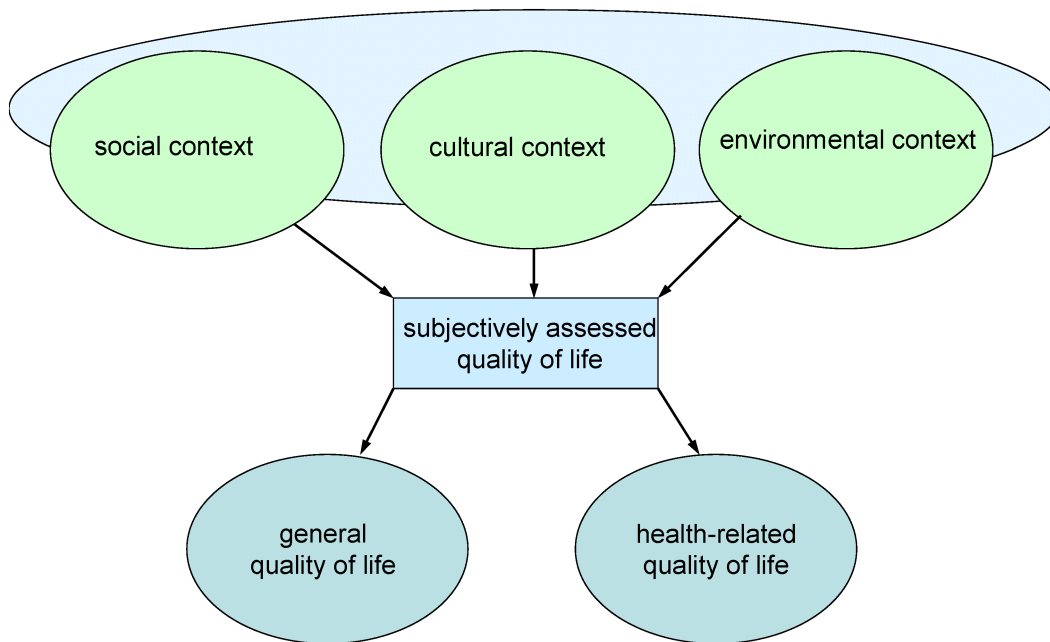 social context
cultural context
environmental context
subjectively assessed
quality of life
general
quality of life
health-related
quality of life